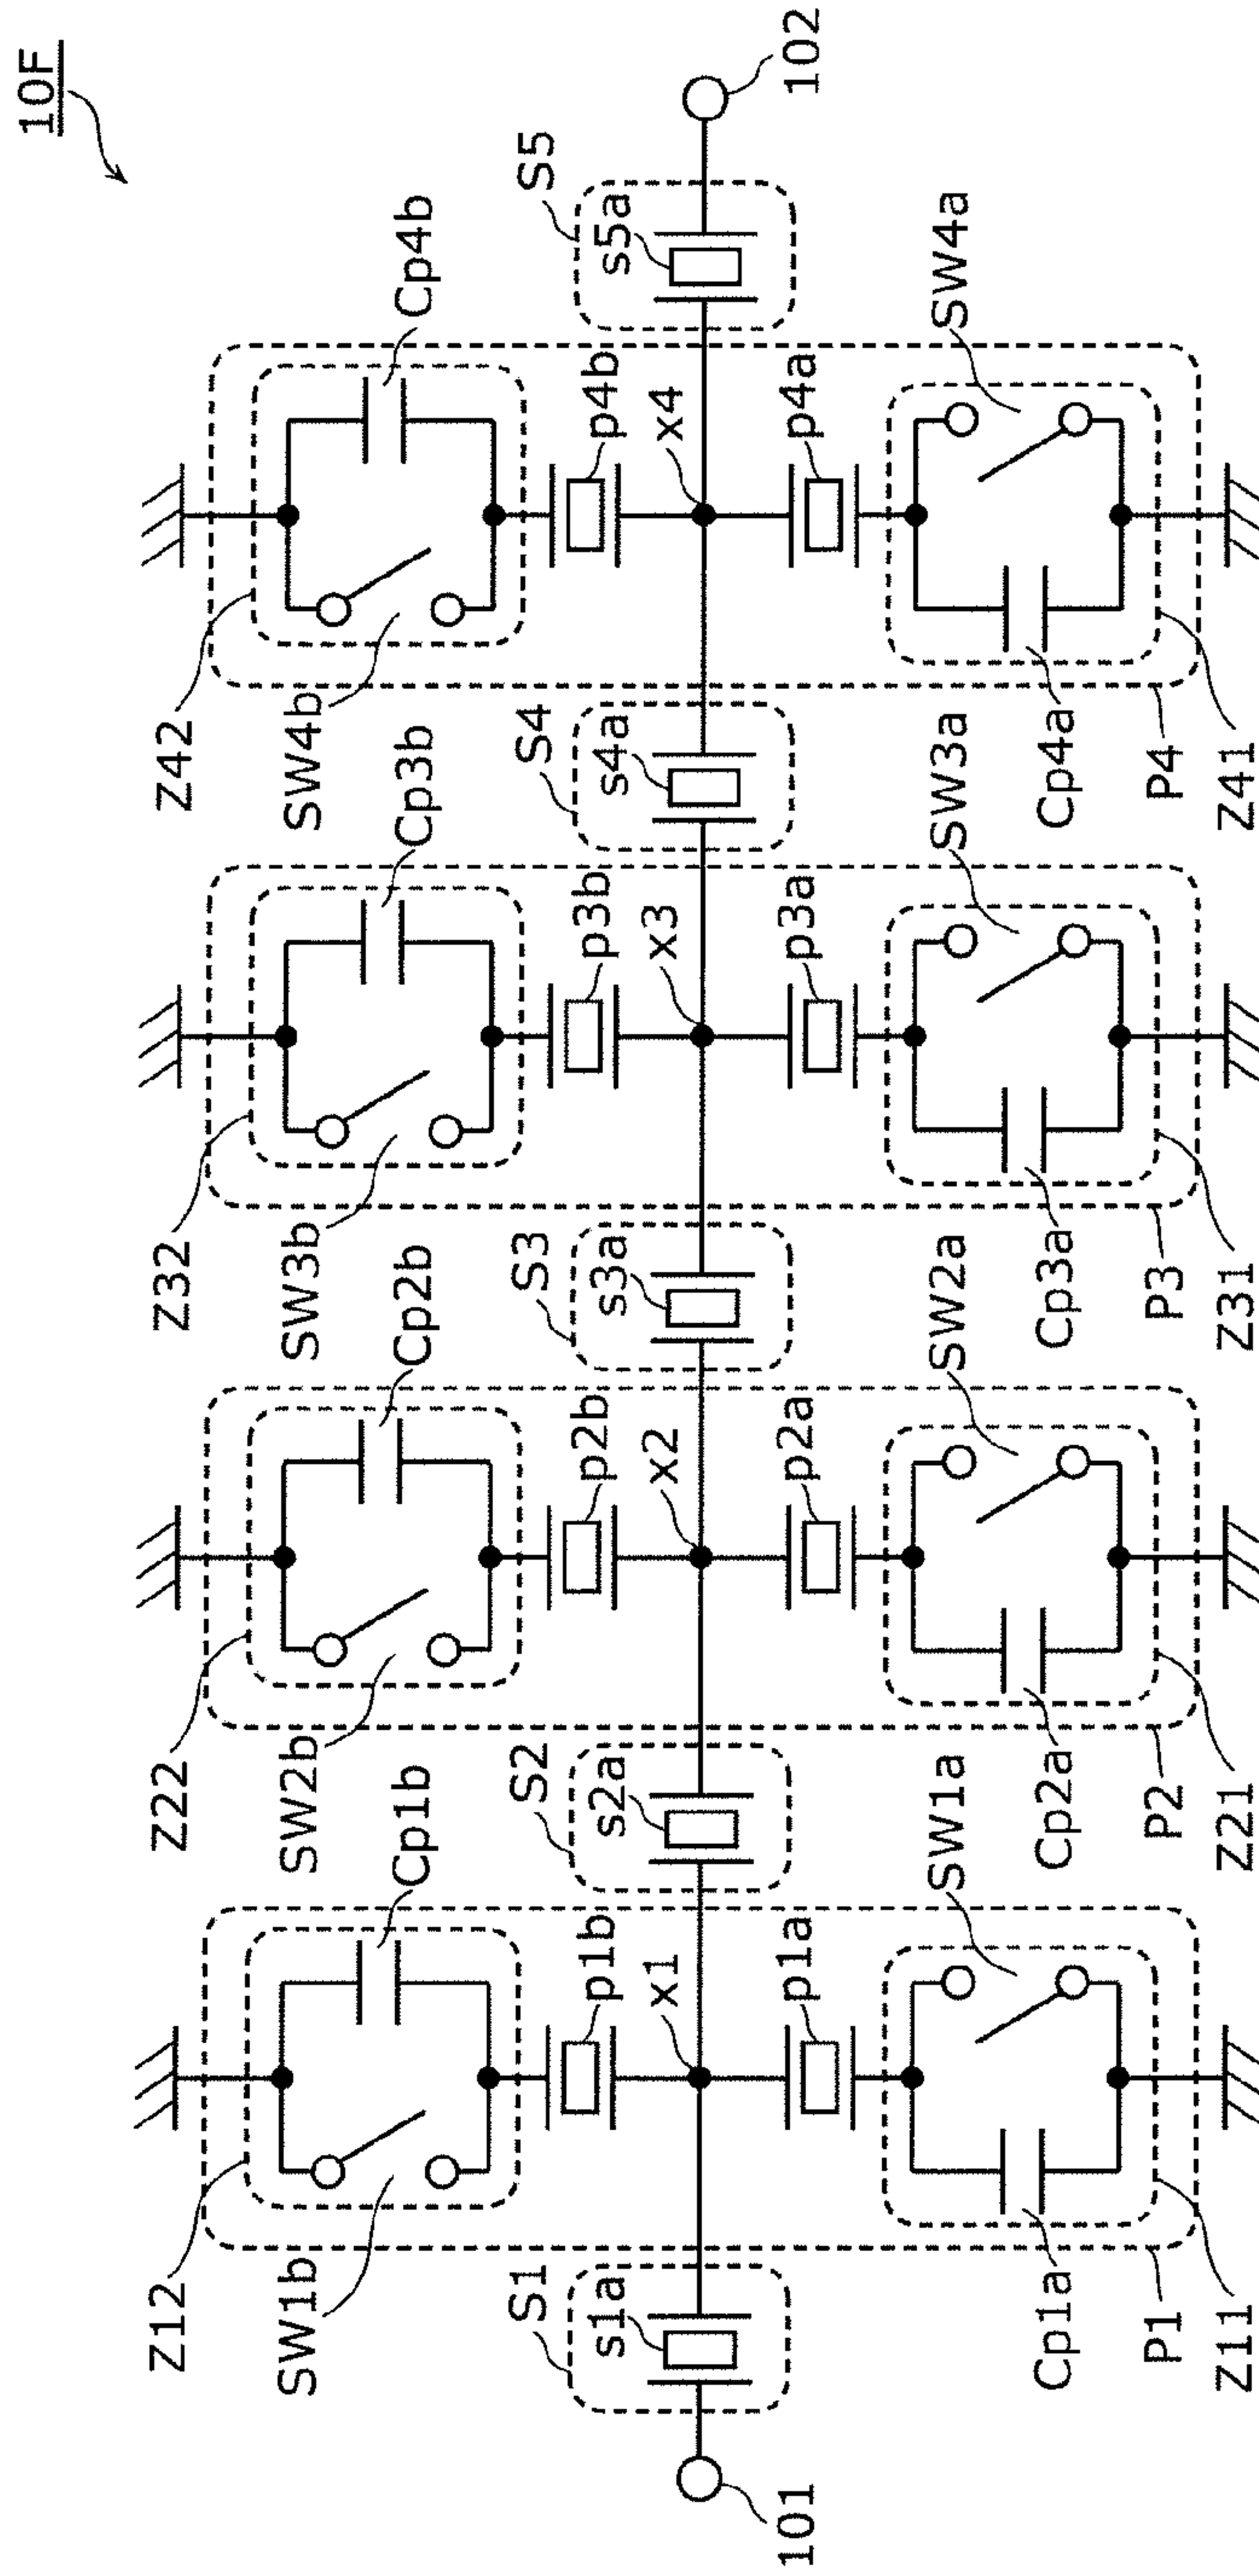 10F
Z12
Z22
Z32
Z42
SW1b
Cp1b
SW2b
Cp2b
SW3b
Cp3b
SW4b
Cp4b
S1
s1a
p1b
x1
p1a
S2
s2a
p2b
x2
p2a
S3
s3a
p3b
x3
p3a
S4
s4a
p4b
x4
p4a
S5
s5a
101
102
Cp1a
SW1a
Cp2a
SW2a
Cp3a
SW3a
Cp4a
SW4a
P1
Z11
P2
Z21
P3
Z31
P4
Z41